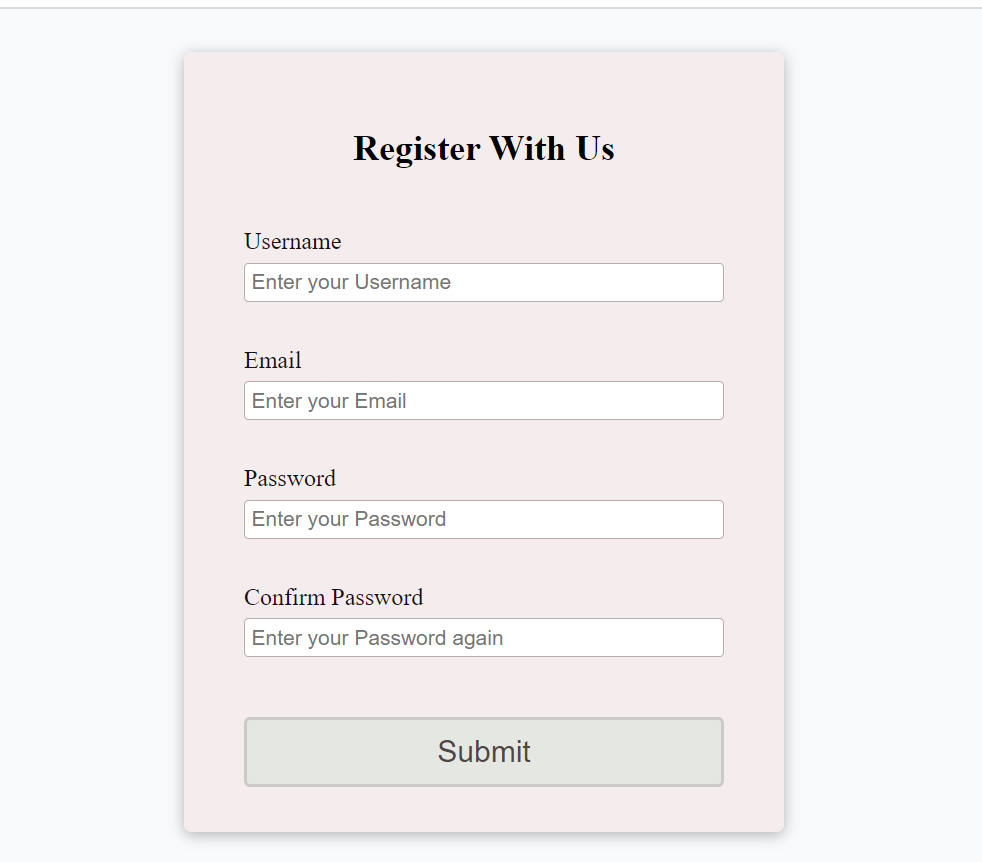 Register With Us
Username
Enter your Username
Email
Enter your Email
Password
Enter your Password
Confirm Password
Enter your Password again
Submit